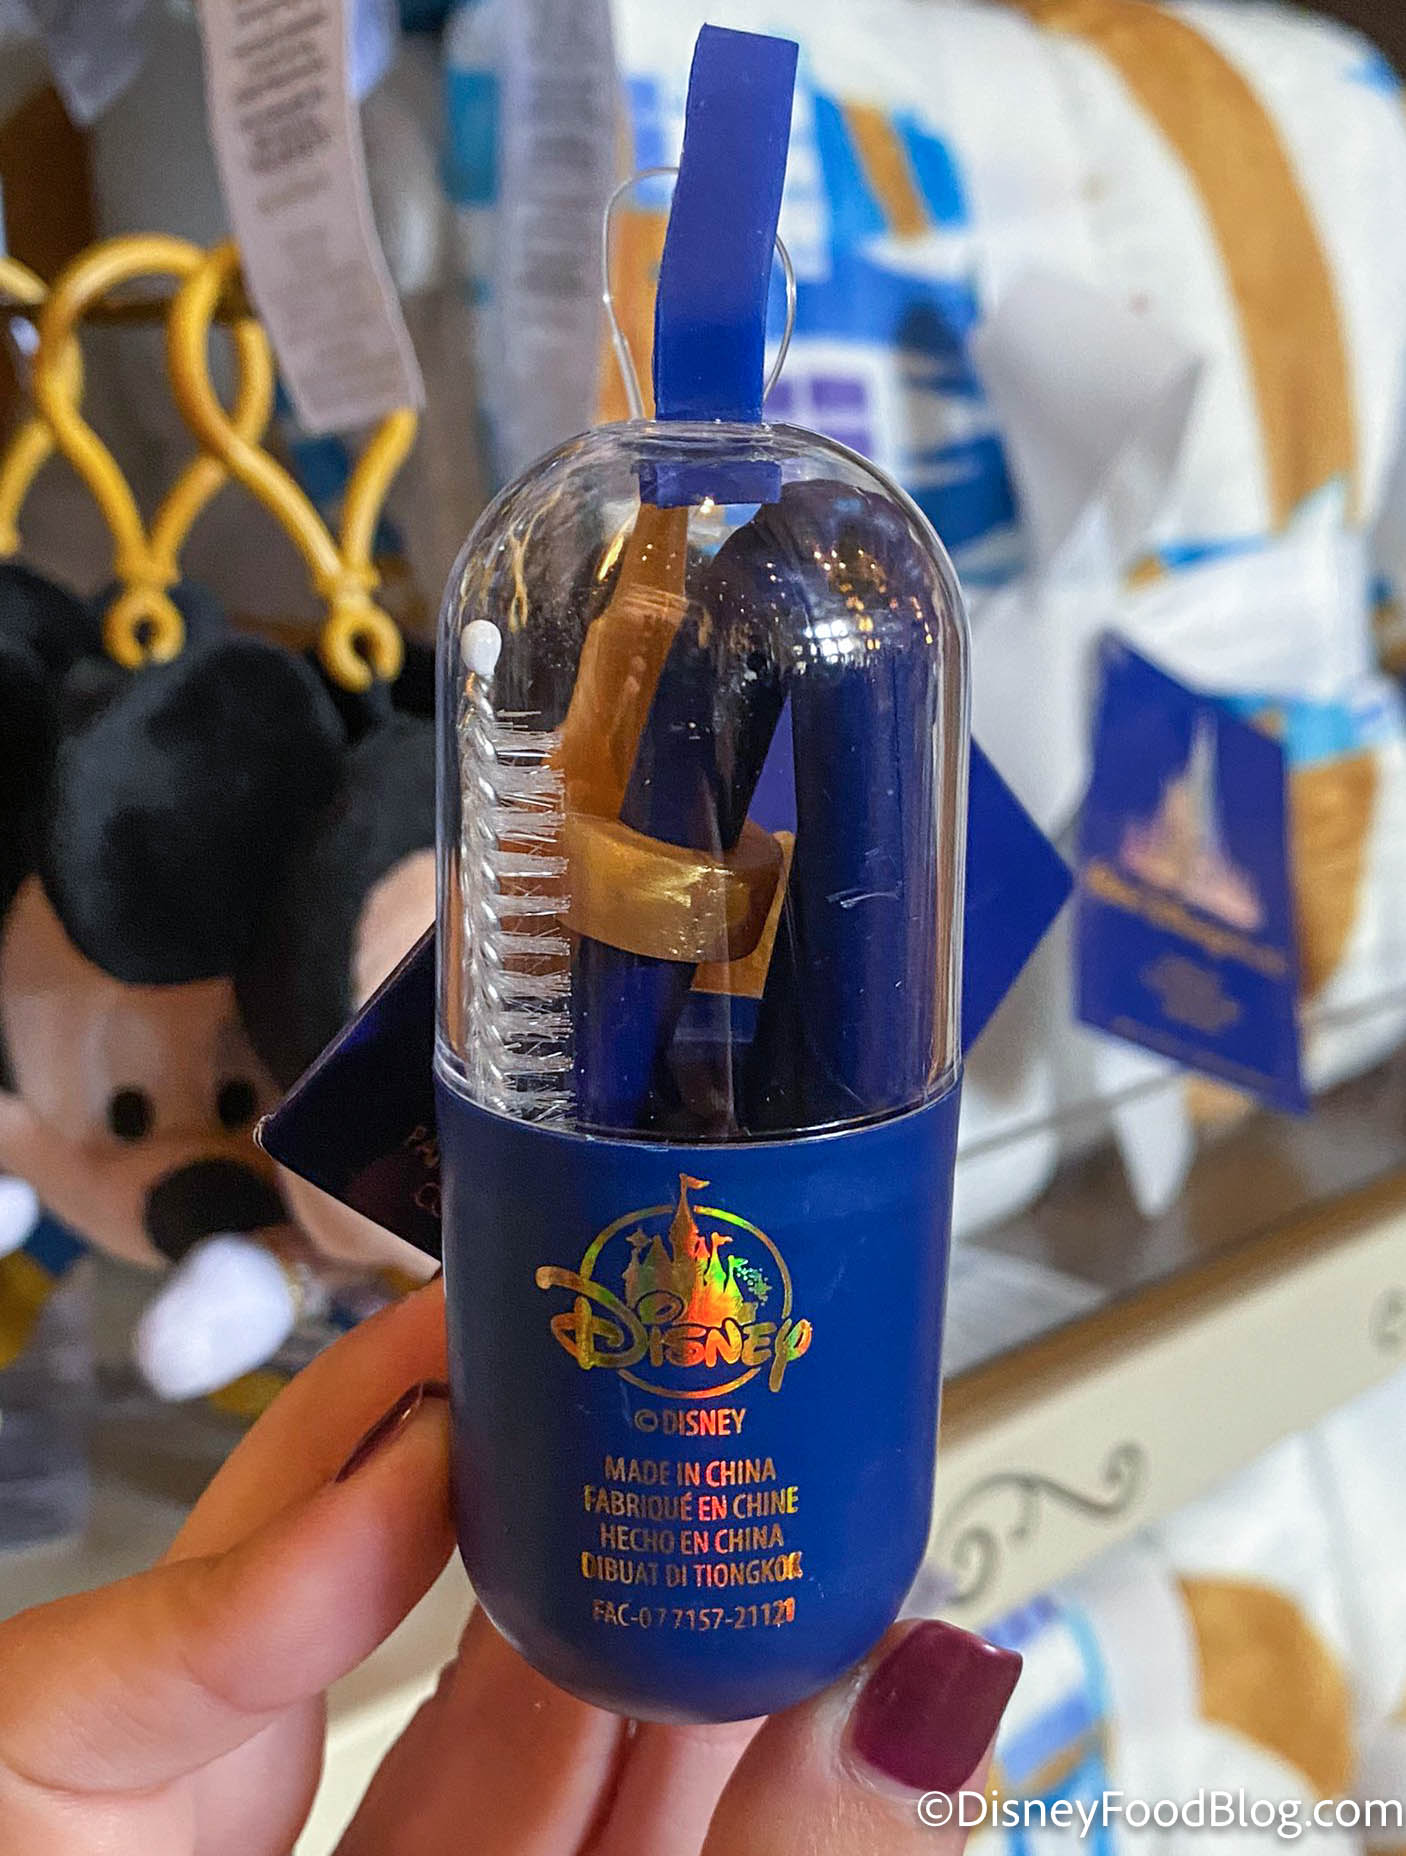 DISNEY
© DISNEY
MADE IN CHINA
FABRIQUÉ EN CHINE
HECHO EN CHINA
DIBUAT DI TIONGKOK
FAC-077157-21121
©DisneyFoodBlog.com